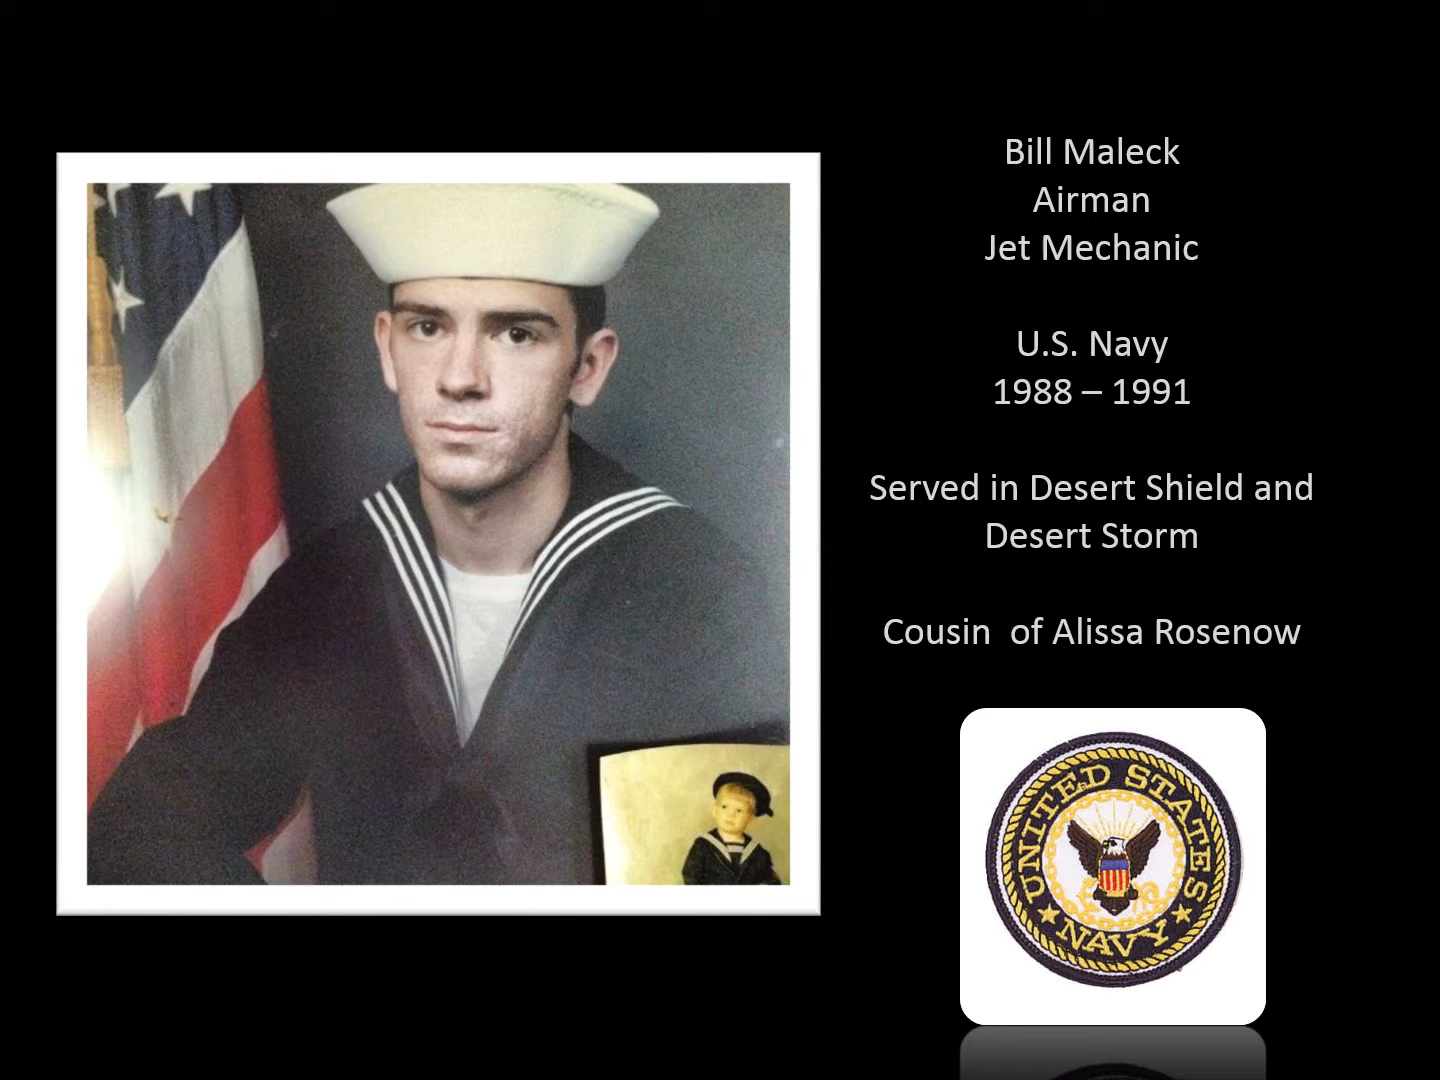 Bill Maleck
Airman
Jet Mechanic
U.S. Navy
1988 – 1991
Served in Desert Shield and
Desert Storm
Cousin  of Alissa Rosenow
UNITED STATES
NAVY